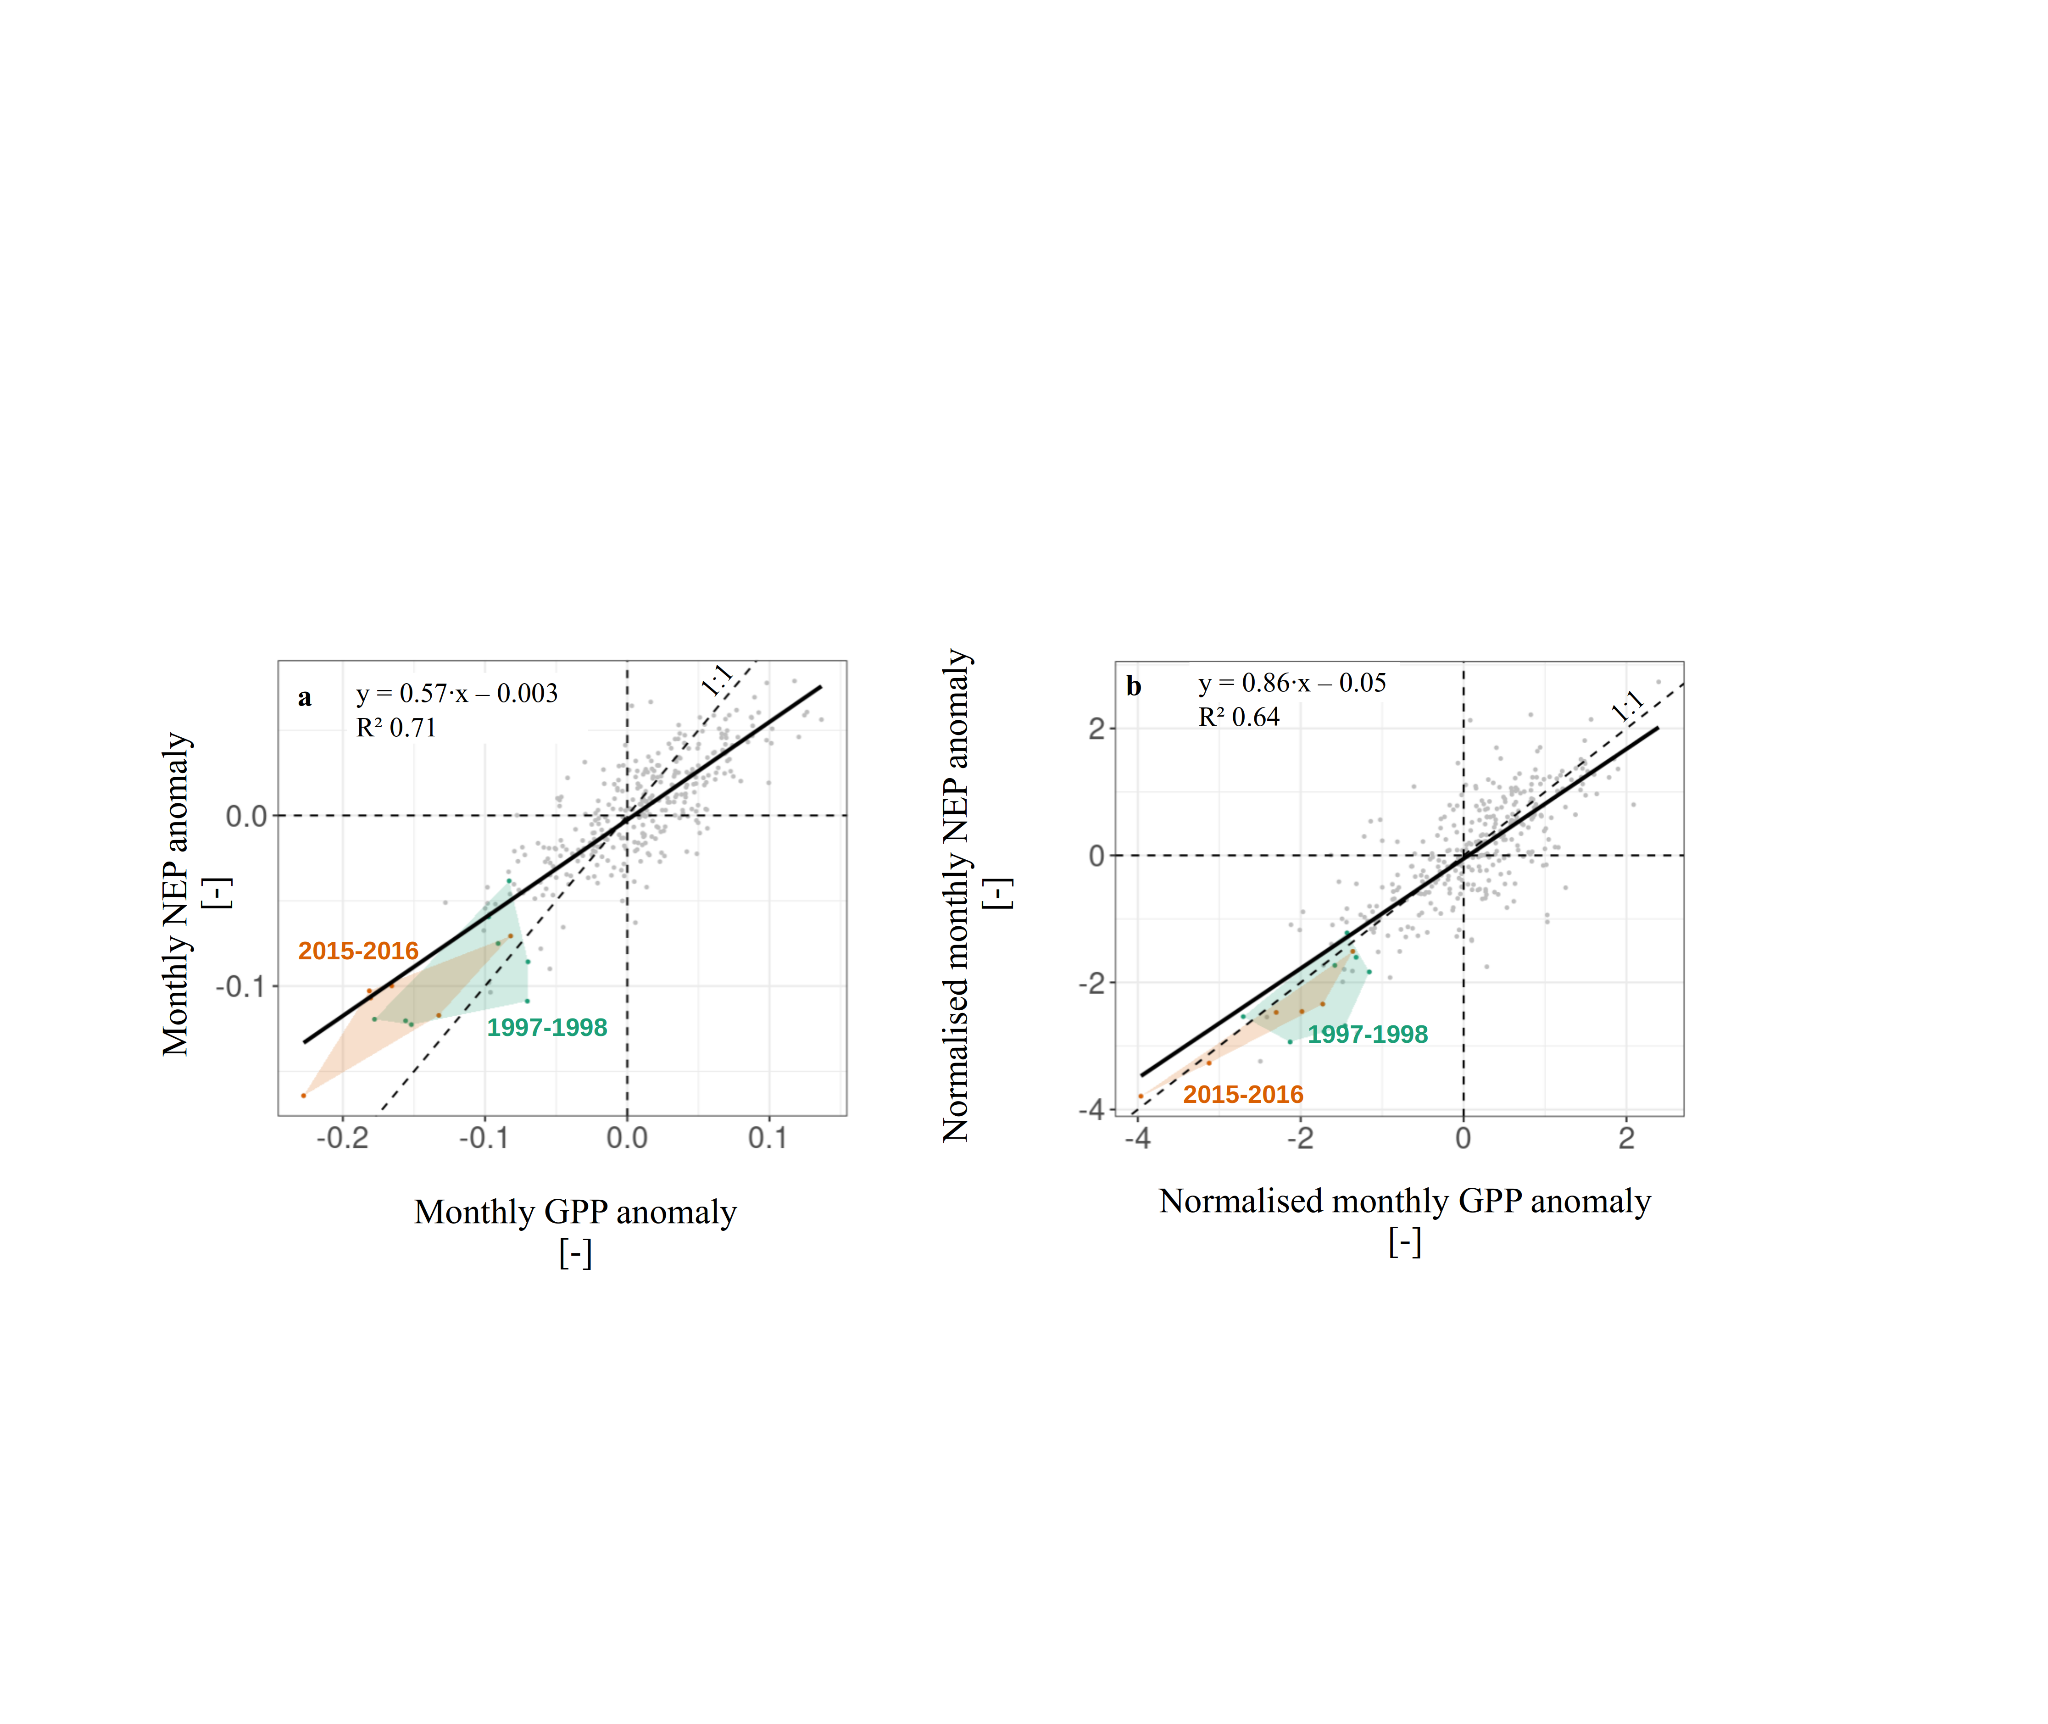 a
y = 0.57·x – 0.003
R² 0.71
1:1
2015-2016
1997-1998
0.0
-0.1
-0.2
-0.1
0.0
0.1
Monthly NEP anomaly
[-]
Monthly GPP anomaly
[-]
b
y = 0.86·x – 0.05
R² 0.64
1:1
1997-1998
2015-2016
2
0
-2
-4
-4
-2
0
2
Normalised monthly NEP anomaly
[-]
Normalised monthly GPP anomaly
[-]